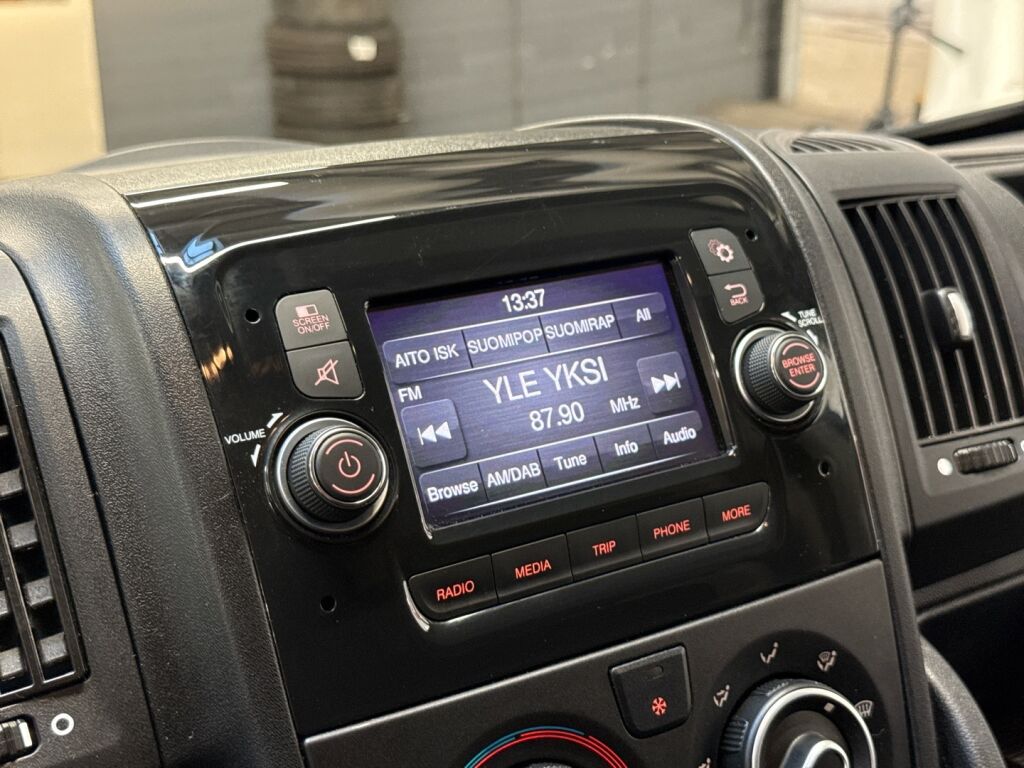 13:37
AITO ISK SUOMIPOP SUOMIRAP All
FM
YLE YKSI
87.90 MHz
Browse AM/DAB Tune Info Audio
SCREEN
ON/OFF
VOLUME
BACK
TUNE
SCROLL
BROWSE
ENTER
RADIO MEDIA TRIP PHONE MORE